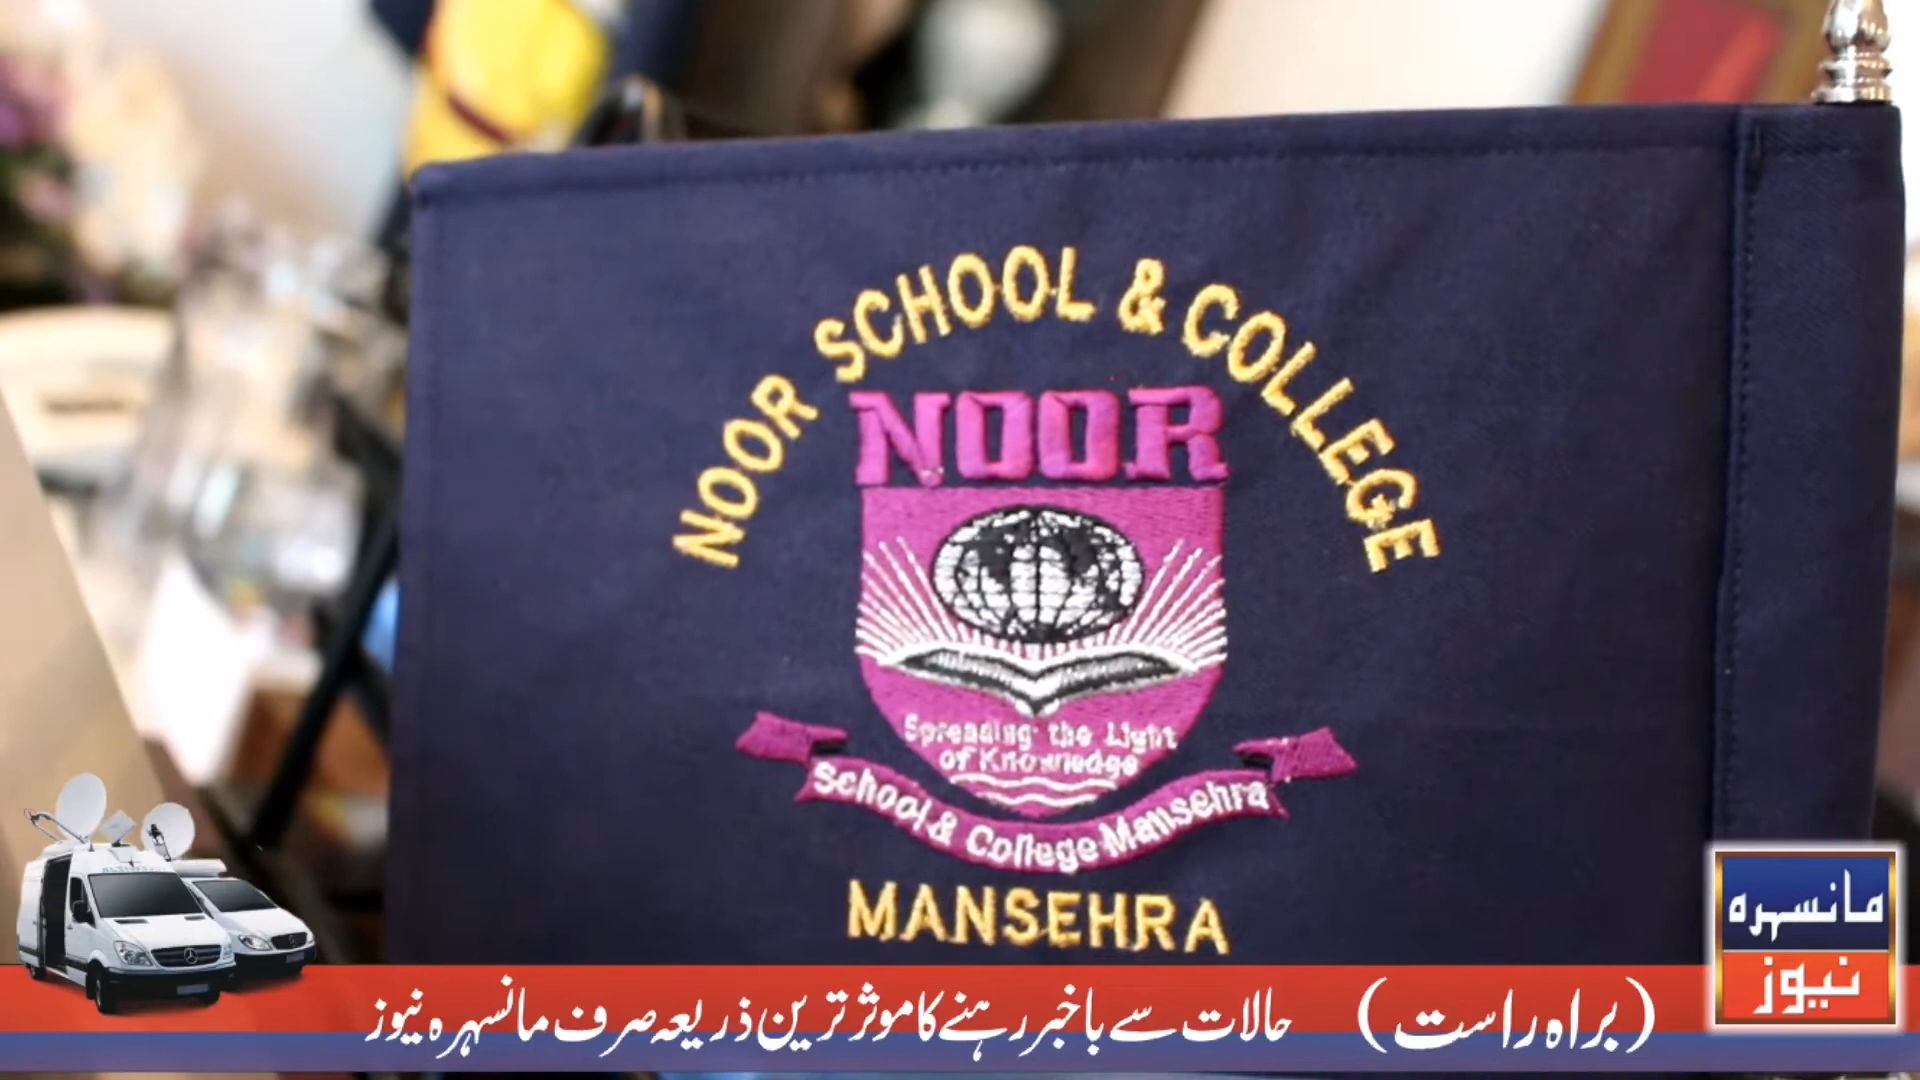 NOOR SCHOOL & COLLEGE
NOOR
Spreading the Light
of Knowledge
School & College Mansehra
MANSEHRA
مانسہرہ
نیوز
(براہ راست) حالات سے باخبر رہنے کا موثر ترین ذریعہ صرف مانسہرہ نیوز